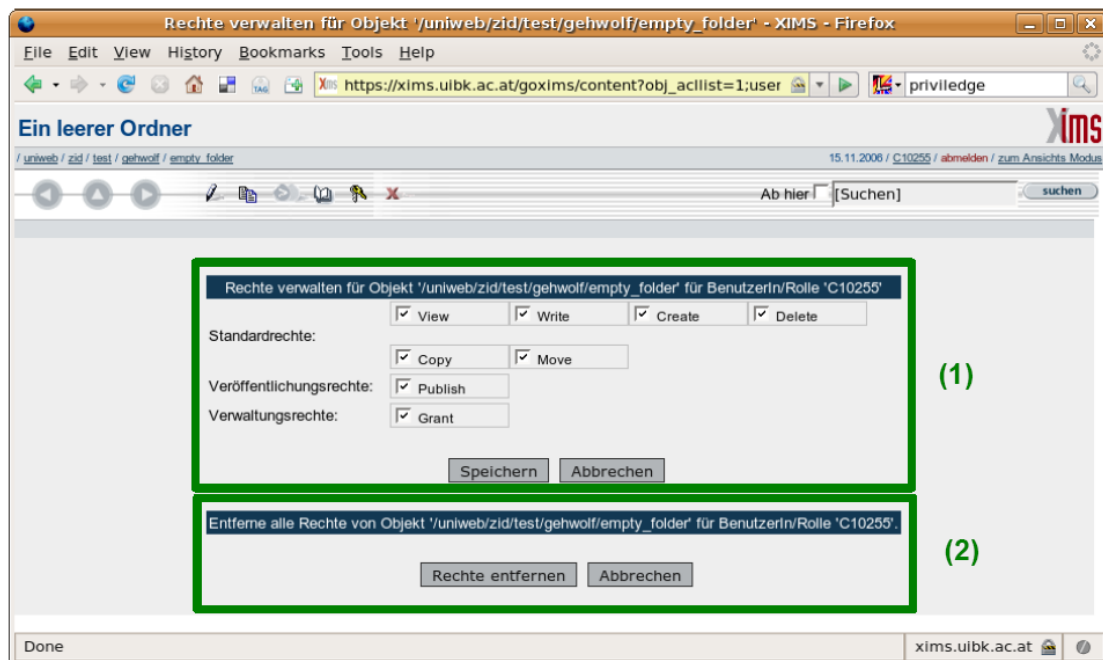 Rechte verwalten für Objekt '/uniweb/zid/test/gehwolf/empty_folder' - XIMS - Firefox
File Edit View History Bookmarks Tools Help
TAG Xims https://xims.uibk.ac.at/goxims/content?obj_acllist=1;user priviledge
Ein leerer Ordner Xims
/ uniweb / zid / test / gehwolf / empty_folder 15.11.2006 / C10255 / abmelden / zum Ansichts Modus
Ab hier [Suchen] suchen
Rechte verwalten für Objekt '/uniweb/zid/test/gehwolf/empty_folder' für BenutzerIn/Rolle 'C10255'
View Write Create Delete
Standardrechte:
Copy Move
(1)
Veröffentlichungsrechte: Publish
Verwaltungsrechte: Grant
Speichern Abbrechen
Entferne alle Rechte von Objekt '/uniweb/zid/test/gehwolf/empty_folder' für BenutzerIn/Rolle 'C10255'.
(2)
Rechte entfernen Abbrechen
Done xims.uibk.ac.at